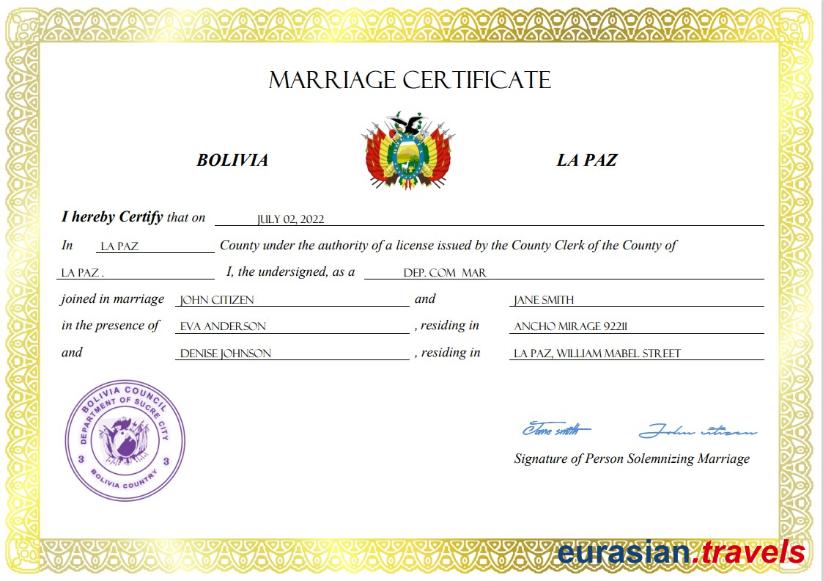 MARRIAGE CERTIFICATE
BOLIVIA
LA PAZ
I hereby Certify that on JULY 02, 2022
In LA PAZ County under the authority of a license issued by the County Clerk of the County of
LA PAZ . I, the undersigned, as a DEP. COM MAR
joined in marriage JOHN CITIZEN and JANE SMITH
in the presence of EVA ANDERSON , residing in ANCHO MIRAGE 92211
and DENISE JOHNSON , residing in LA PAZ, WILLIAM MABEL STREET
BOLIVIA COUNCIL
DEPARTMENT OF SUCRE CITY
3 3
BOLIVIA COUNTRY
Jane smith John citizen
Signature of Person Solemnizing Marriage
eurasian.travels